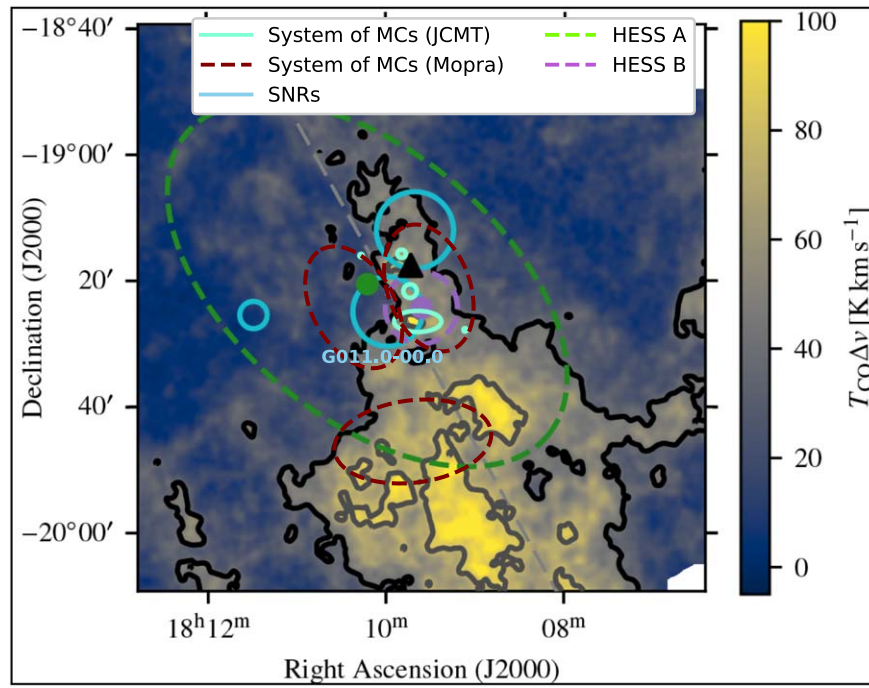 System of MCs (JCMT)
System of MCs (Mopra)
SNRs
HESS A
HESS B
−18°40′
−19°00′
20′
40′
−20°00′
Declination (J2000)
G011.0-00.0
18ʰ12ᵐ
10ᵐ
08ᵐ
Right Ascension (J2000)
100
80
60
40
20
0
T_CO Δv [K km s⁻¹]